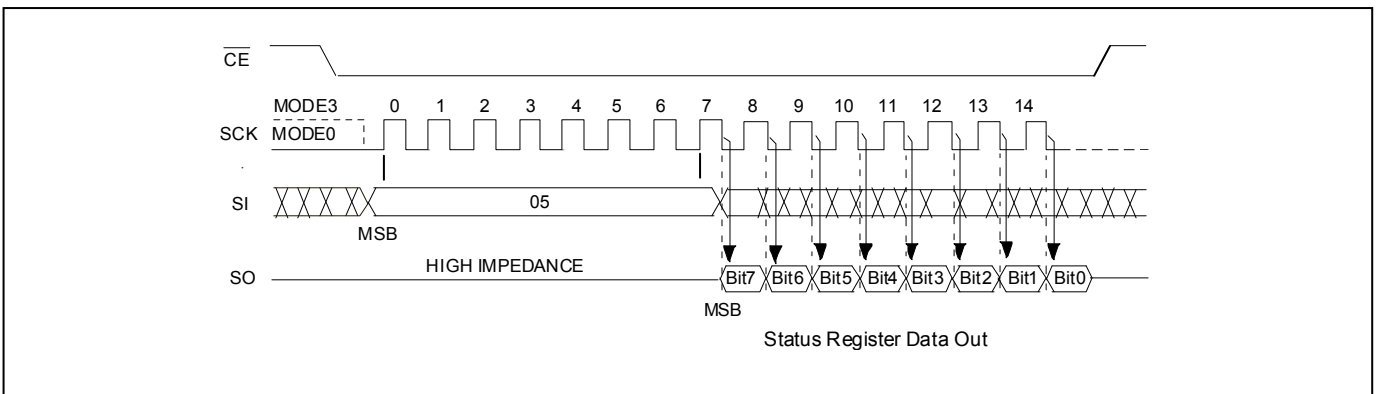 CE
MODE3 0 1 2 3 4 5 6 7 8 9 10 11 12 13 14
SCK MODE0
SI 05
MSB
SO HIGH IMPEDANCE Bit7 Bit6 Bit5 Bit4 Bit3 Bit2 Bit1 Bit0
MSB
Status Register Data Out